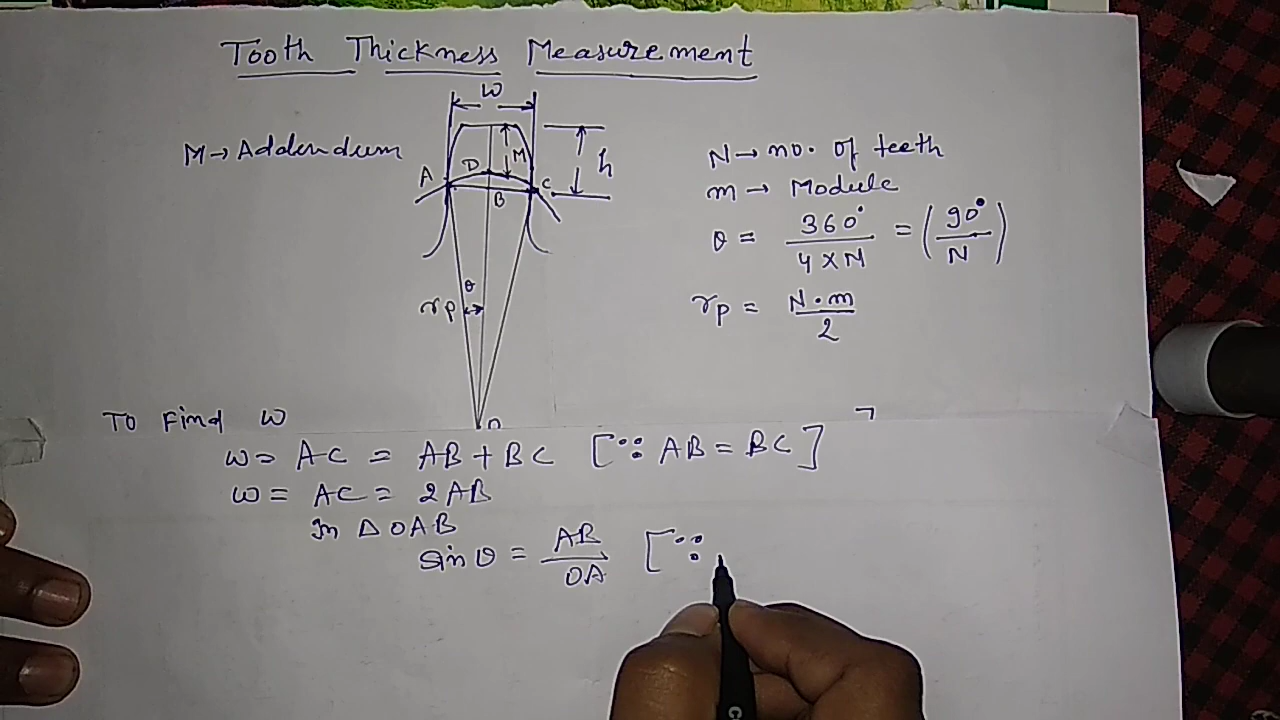 Tooth Thickness Measurement
w
M→Addendum
M
h
A
D
B
C
θ
rp
O
N→no. of teeth
m→ Module
θ = 360° / 4×N = (90° / N)
rp = N.m / 2
To Find w
w= AC = AB+BC [∵ AB=BC]
w= AC= 2AB
In Δ OAB
Sin θ = AB / OA [∵